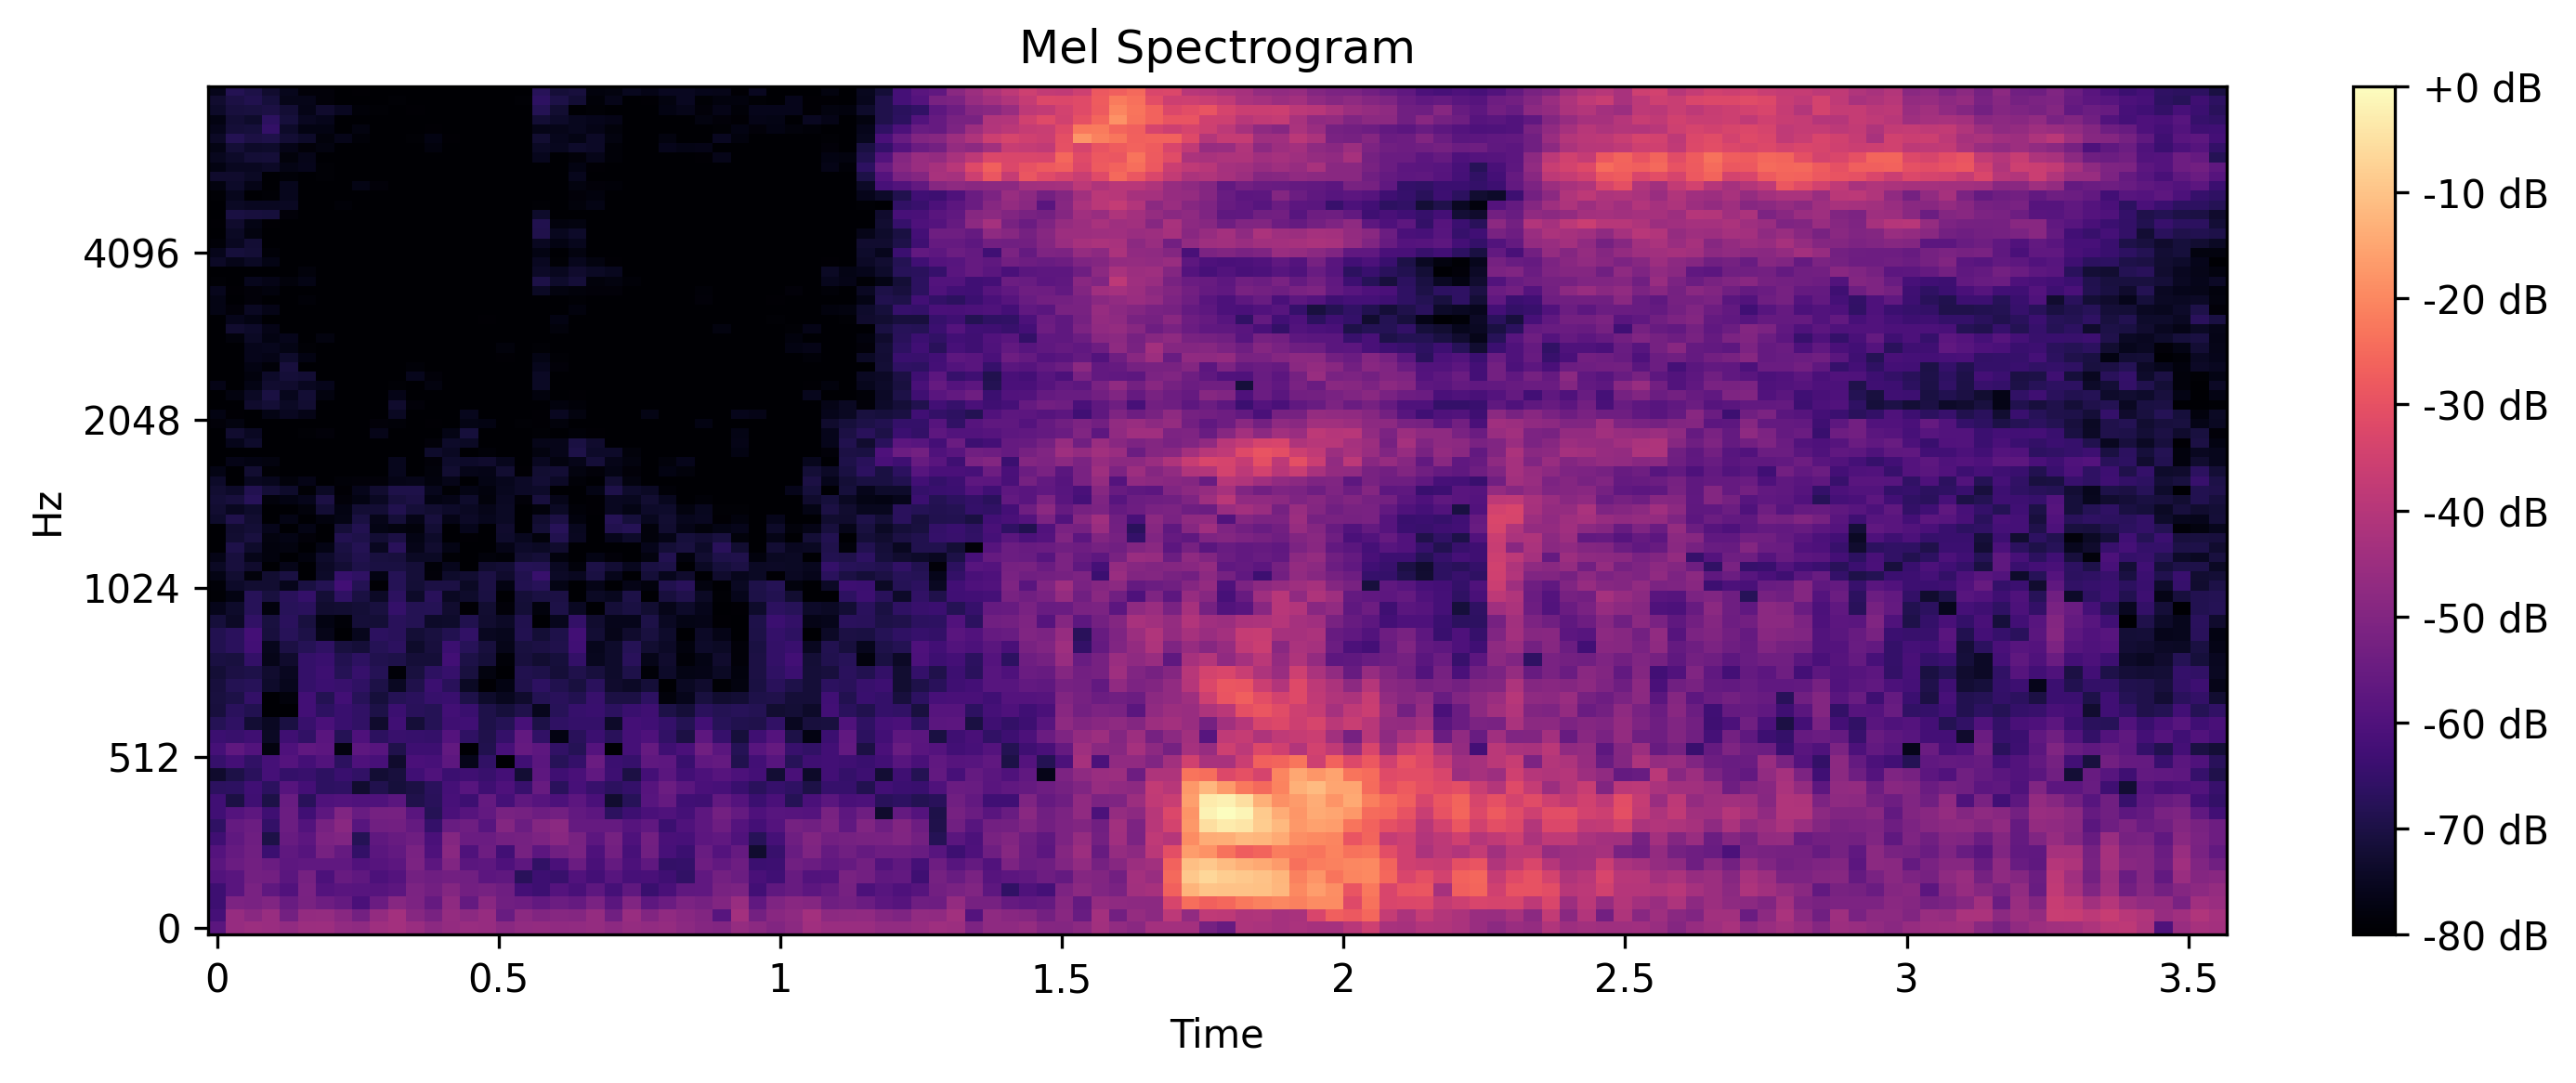 Mel Spectrogram
Hz
4096
2048
1024
512
0
0 0.5 1 1.5 2 2.5 3 3.5
Time
+0 dB
-10 dB
-20 dB
-30 dB
-40 dB
-50 dB
-60 dB
-70 dB
-80 dB